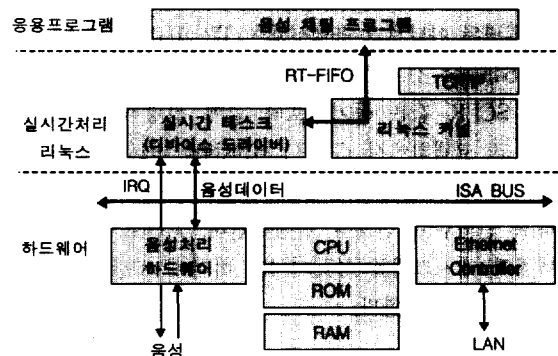 응용프로그램
음성 채팅 프로그램
RT-FIFO
TCP/IP
실시간처리
리눅스
실시간 태스크
(디바이스 드라이버)
리눅스 커널
IRQ
음성데이터
ISA BUS
하드웨어
음성처리
하드웨어
CPU
ROM
RAM
Ethernet
Controller
음성
LAN